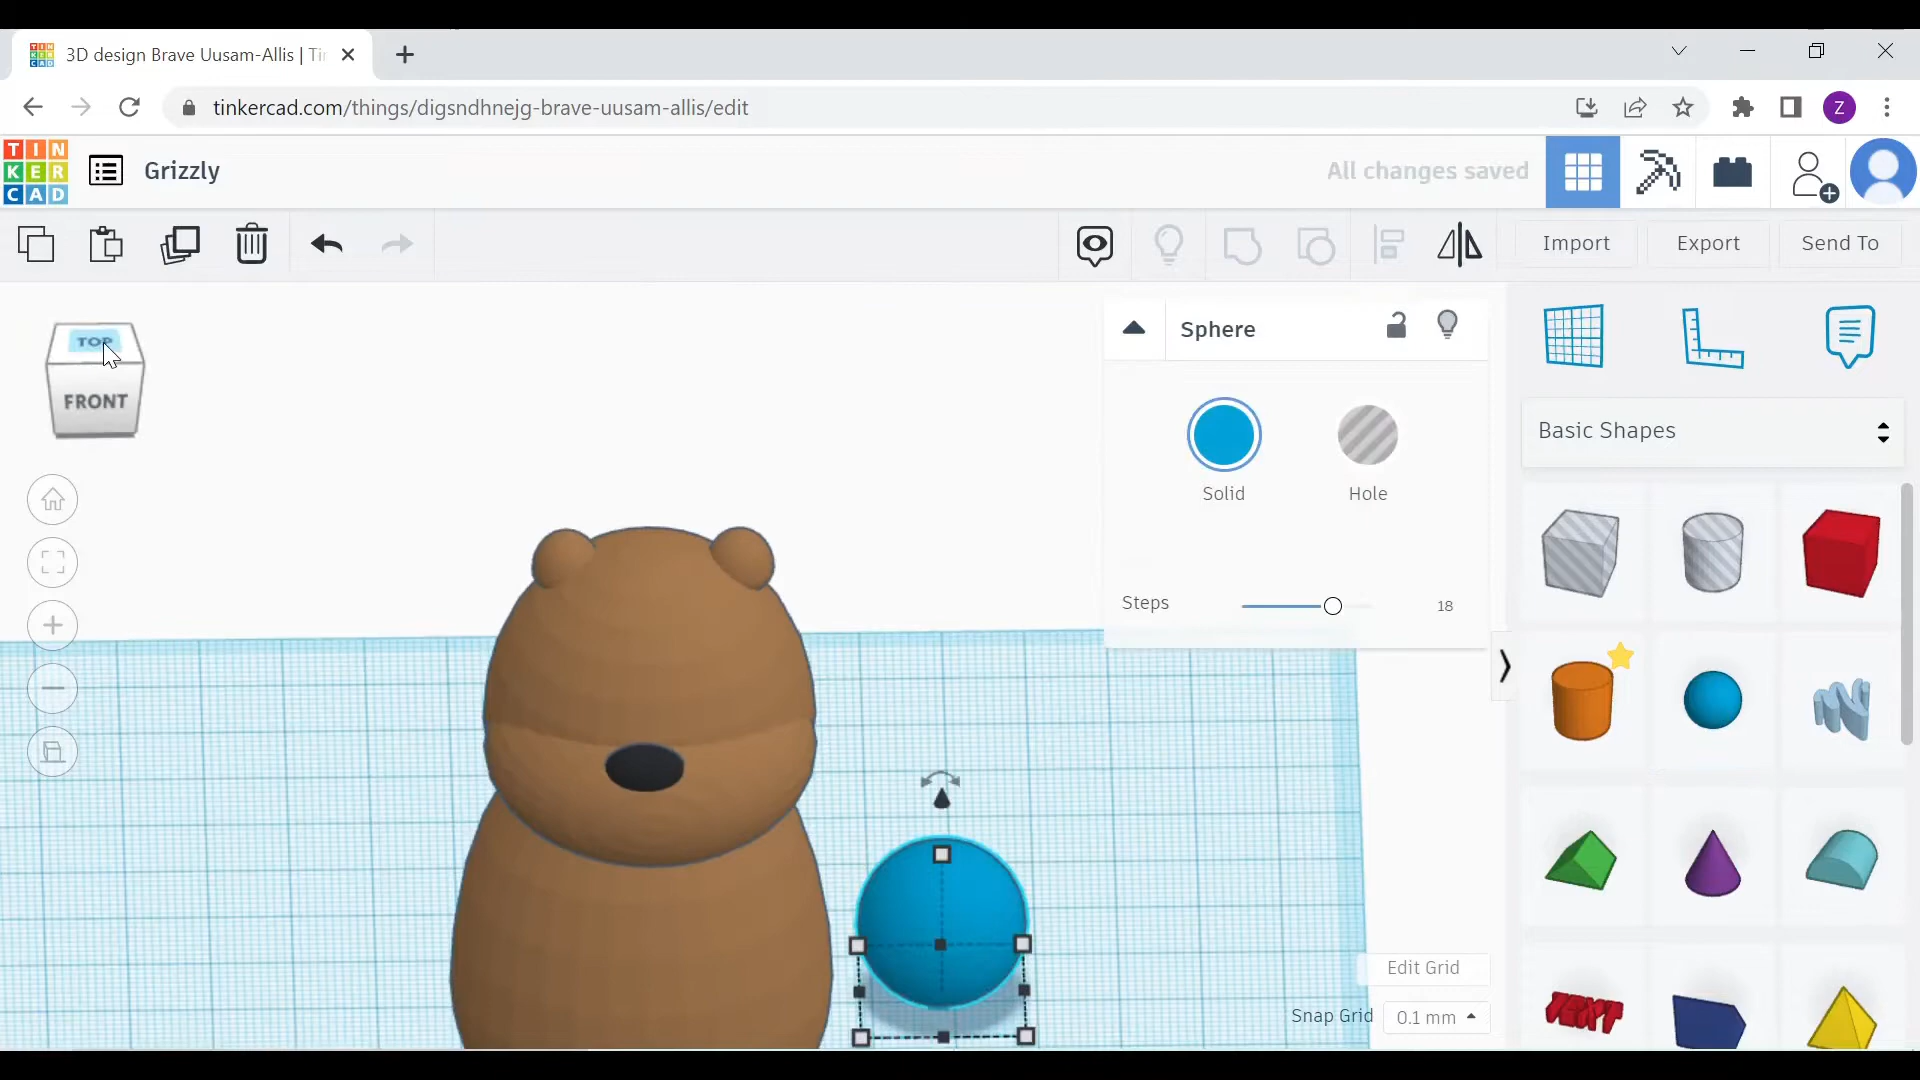 3D design Brave Uusam-Allis | Tin
tinkercad.com/things/digsndhnejg-brave-uusam-allis/edit
TIN
KER
CAD
Grizzly
All changes saved
Z
Import
Export
Send To
TOP
FRONT
Sphere
Solid
Hole
Steps
18
Basic Shapes
TEXT
Edit Grid
Snap Grid
0.1 mm